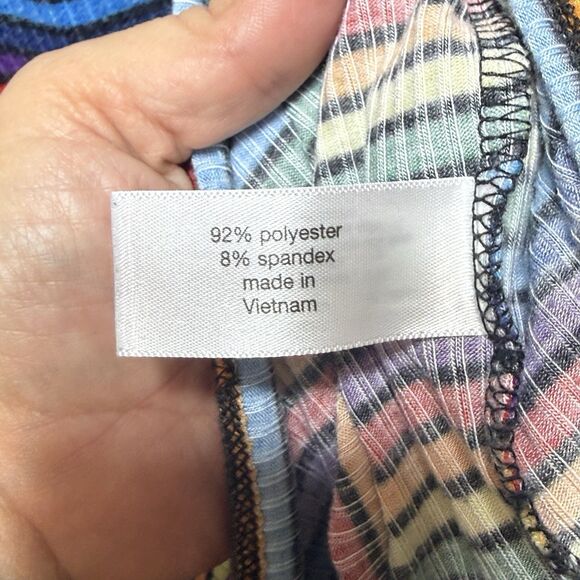 92% polyester
8% spandex
made in
Vietnam